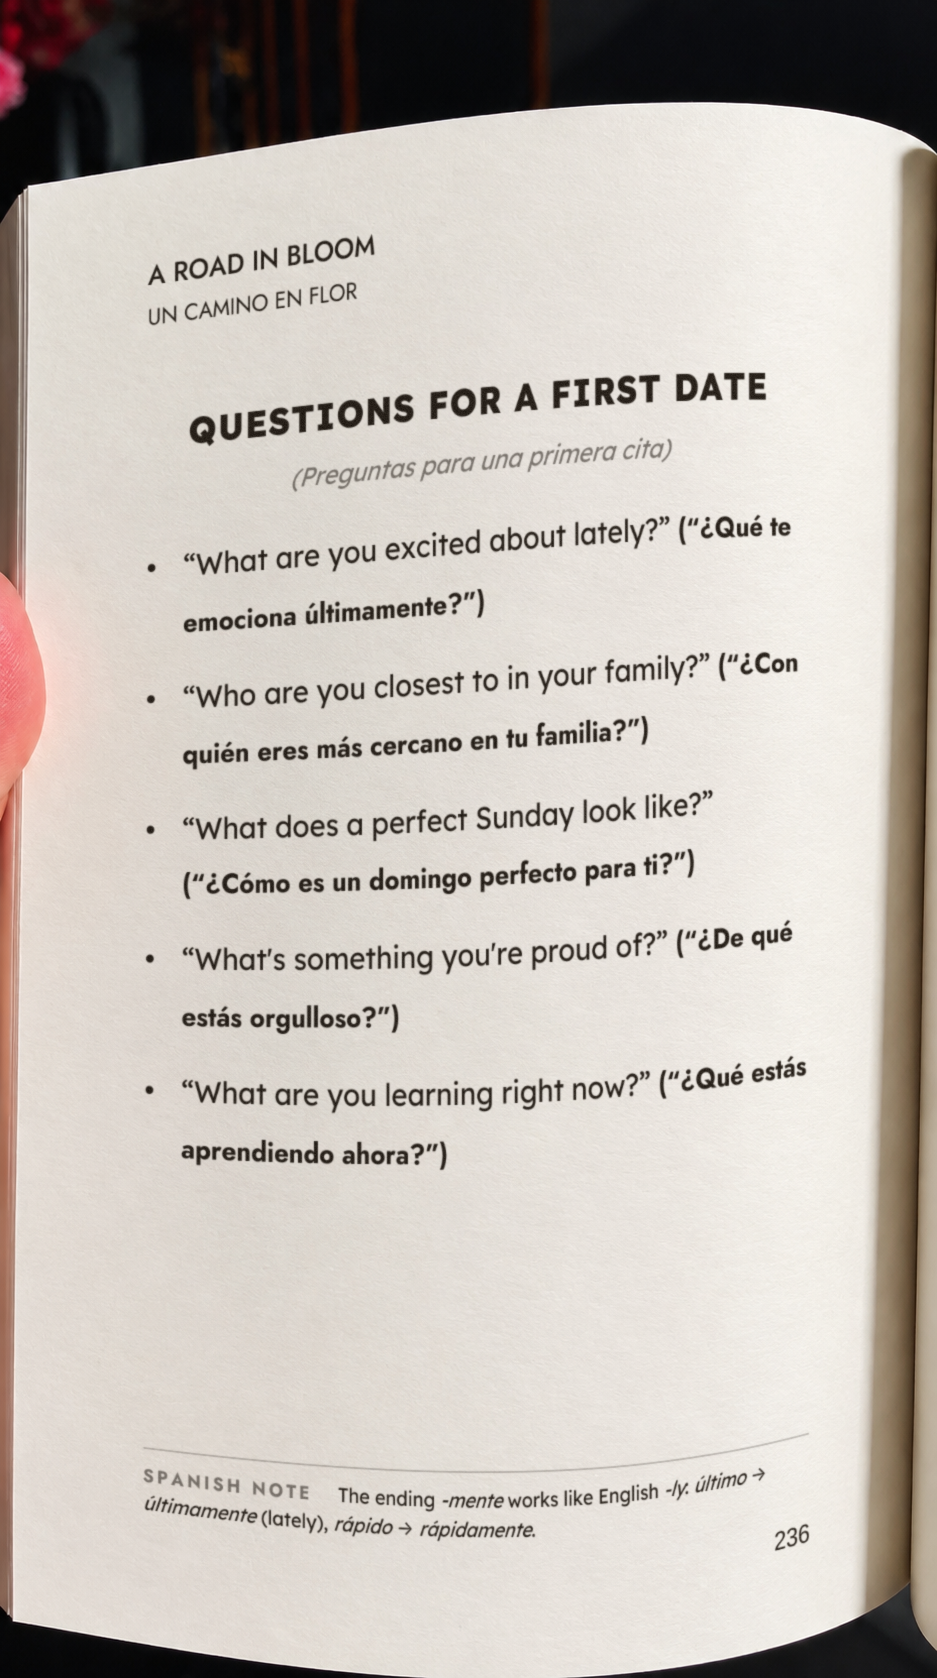 A ROAD IN BLOOM
UN CAMINO EN FLOR
QUESTIONS FOR A FIRST DATE
(Preguntas para una primera cita)
• “What are you excited about lately?” (“¿Qué te
emociona últimamente?”)
• “Who are you closest to in your family?” (“¿Con
quién eres más cercano en tu familia?”)
• “What does a perfect Sunday look like?”
(“¿Cómo es un domingo perfecto para ti?”)
• “What's something you're proud of?” (“¿De qué
estás orgulloso?”)
• “What are you learning right now?” (“¿Qué estás
aprendiendo ahora?”)
SPANISH NOTE The ending -mente works like English -ly. último →
últimamente (lately), rápido → rápidamente.
236